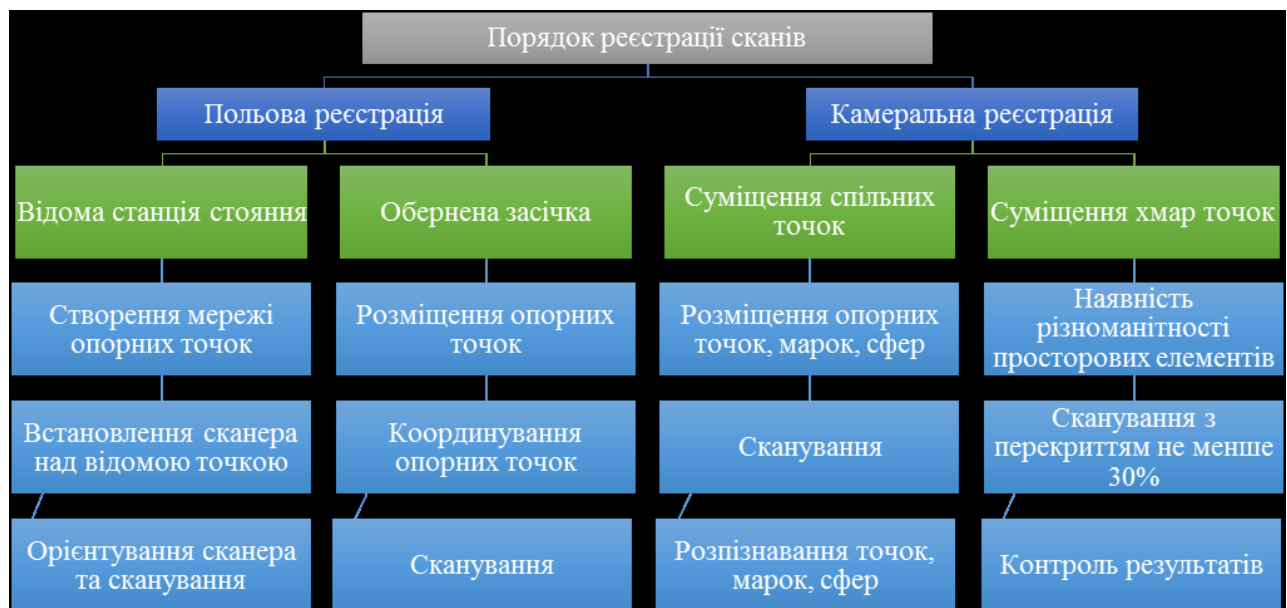 Порядок реєстрації сканів
Польова реєстрація
Камеральна реєстрація
Відома станція стояння
Обернена засічка
Суміщення спільних
точок
Суміщення хмар точок
Створення мережі
опорних точок
Розміщення опорних
точок
Розміщення опорних
точок, марок, сфер
Наявність
різноманітності
просторових елементів
Встановлення сканера
над відомою точкою
Координування
опорних точок
Сканування
Сканування з
перекриттям не менше
30%
Орієнтування сканера
та сканування
Сканування
Розпізнавання точок,
марок, сфер
Контроль результатів